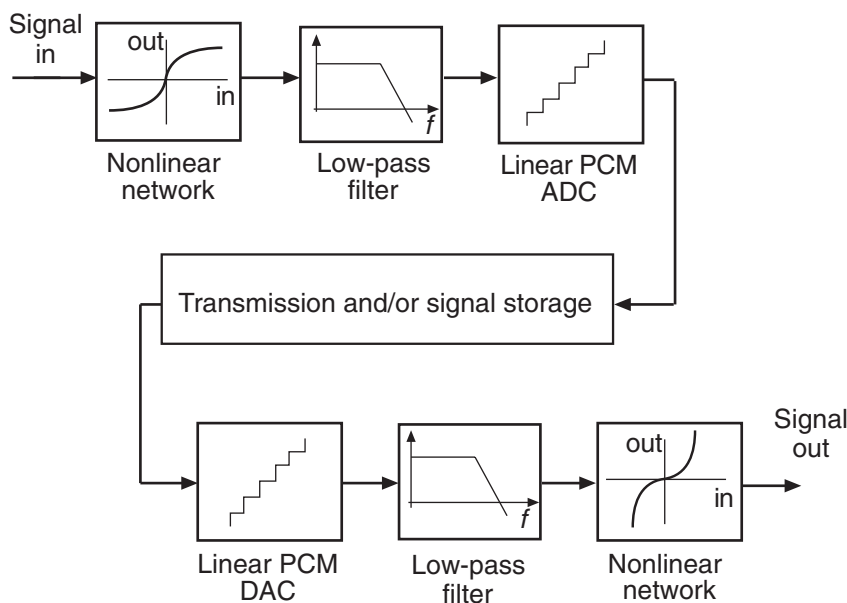 Signal
in
out
in
Nonlinear
network
f
Low-pass
filter
Linear PCM
ADC
Transmission and/or signal storage
Linear PCM
DAC
f
Low-pass
filter
out
in
Nonlinear
network
Signal
out